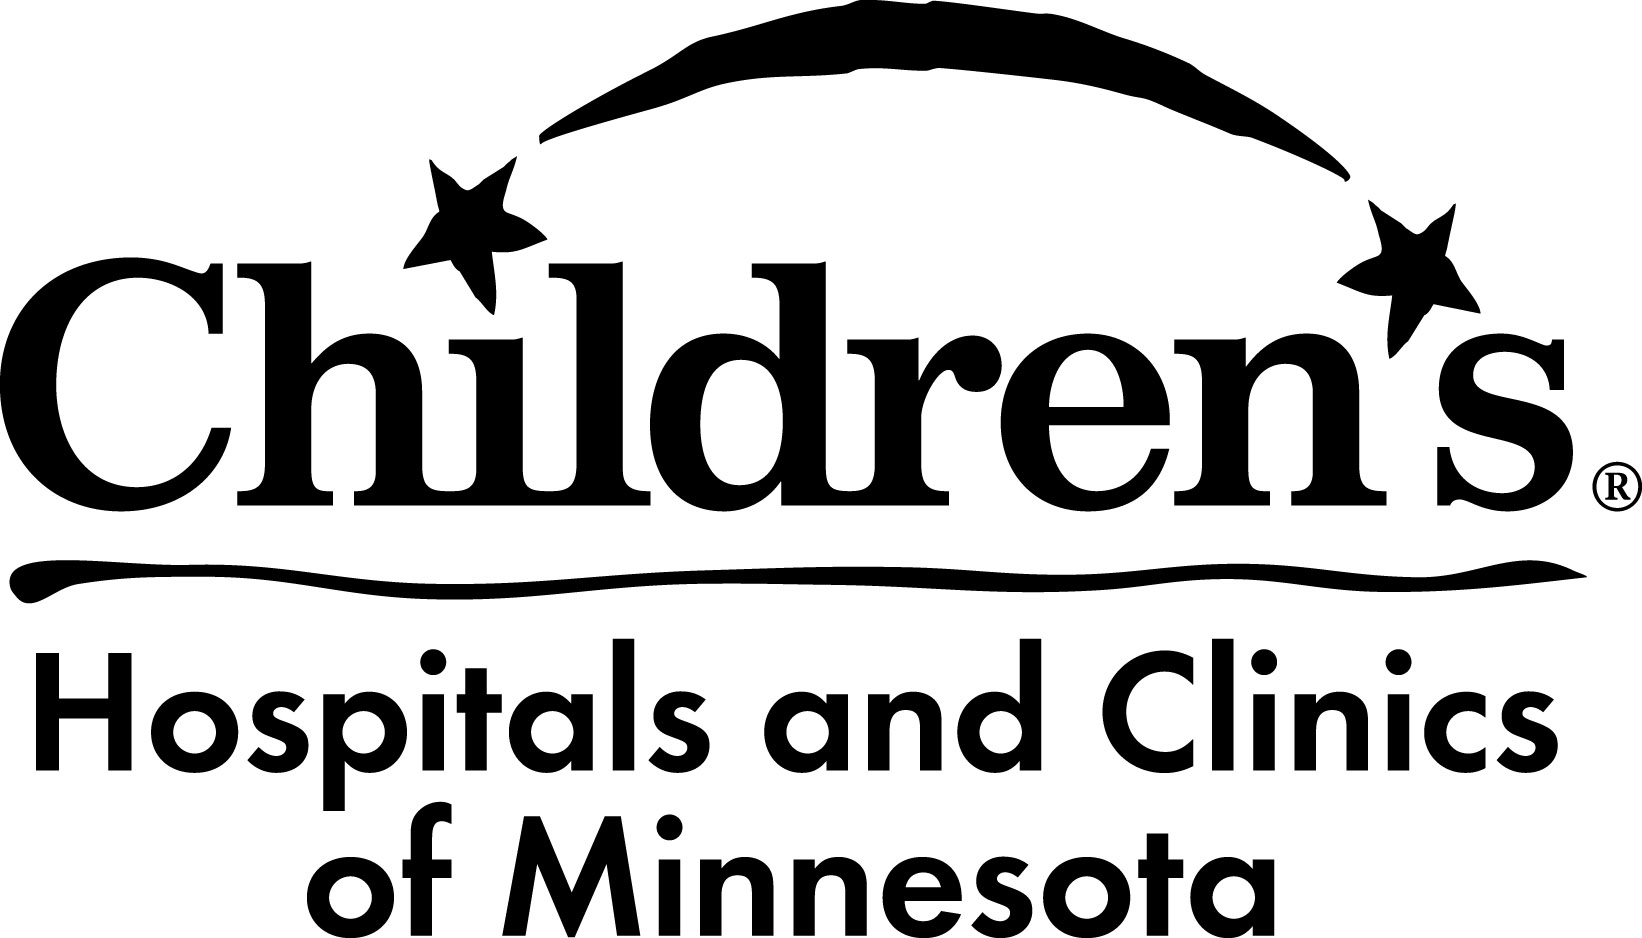 Children's®
Hospitals and Clinics
of Minnesota